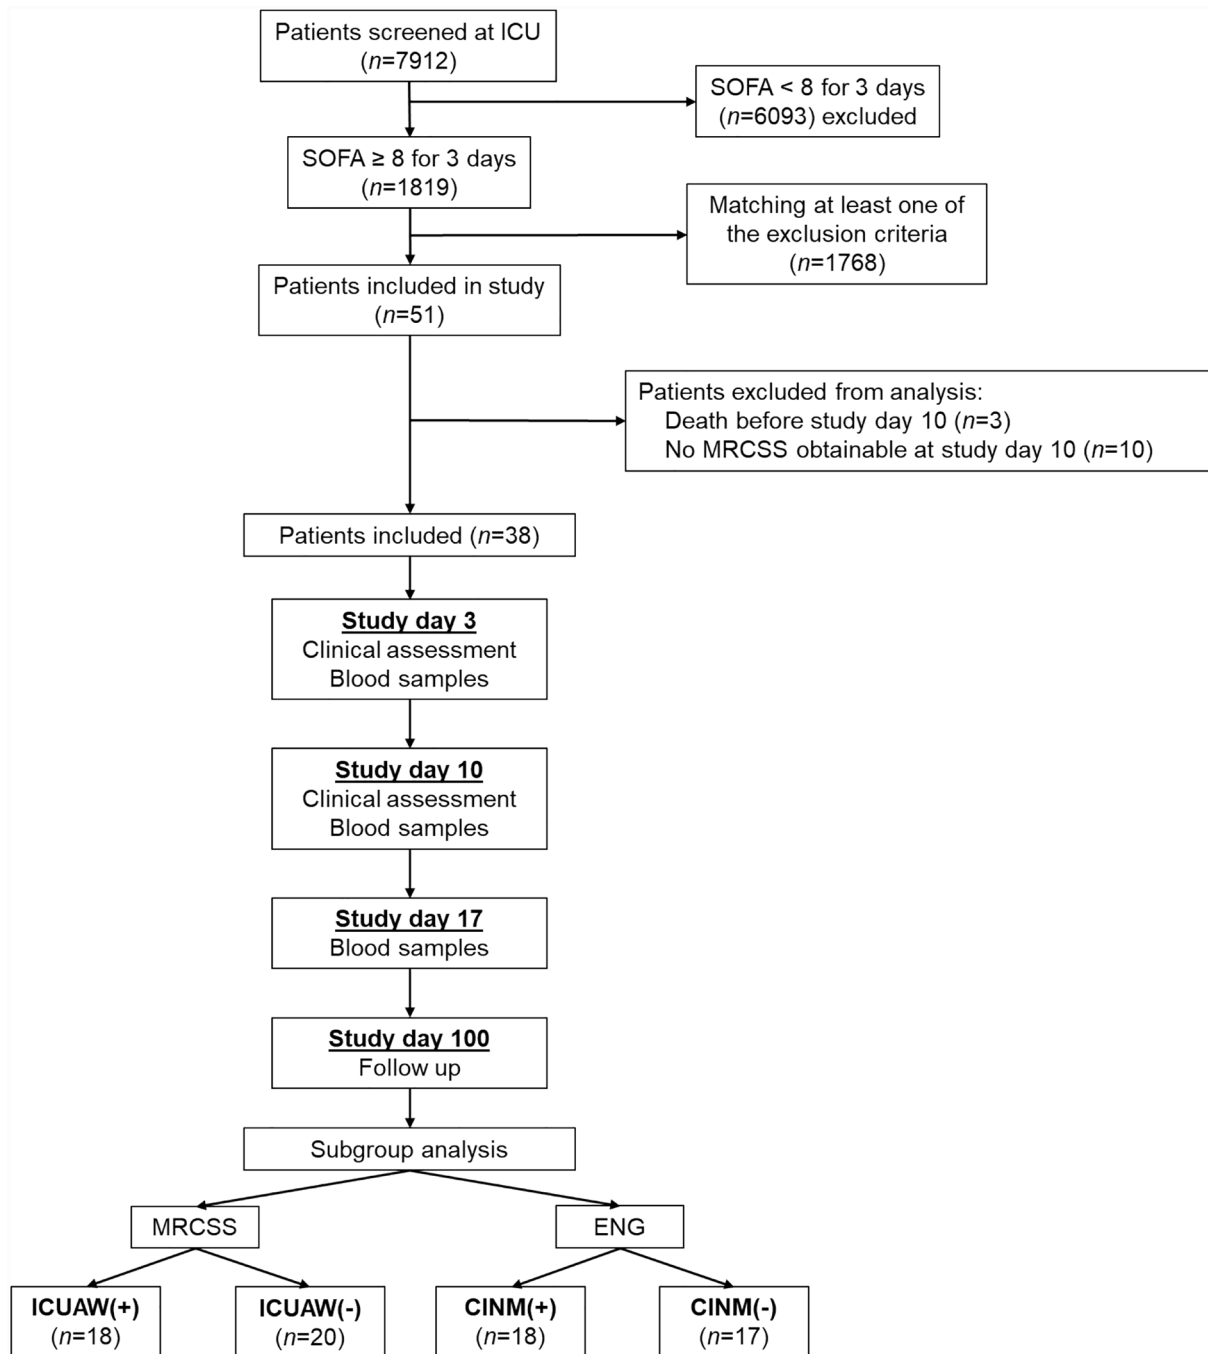 Patients screened at ICU
(n=7912)
SOFA < 8 for 3 days
(n=6093) excluded
SOFA ≥ 8 for 3 days
(n=1819)
Matching at least one of
the exclusion criteria
(n=1768)
Patients included in study
(n=51)
Patients excluded from analysis:
Death before study day 10 (n=3)
No MRCSS obtainable at study day 10 (n=10)
Patients included (n=38)
Study day 3
Clinical assessment
Blood samples
Study day 10
Clinical assessment
Blood samples
Study day 17
Blood samples
Study day 100
Follow up
Subgroup analysis
MRCSS
ENG
ICUAW(+)
(n=18)
ICUAW(-)
(n=20)
CINM(+)
(n=18)
CINM(-)
(n=17)